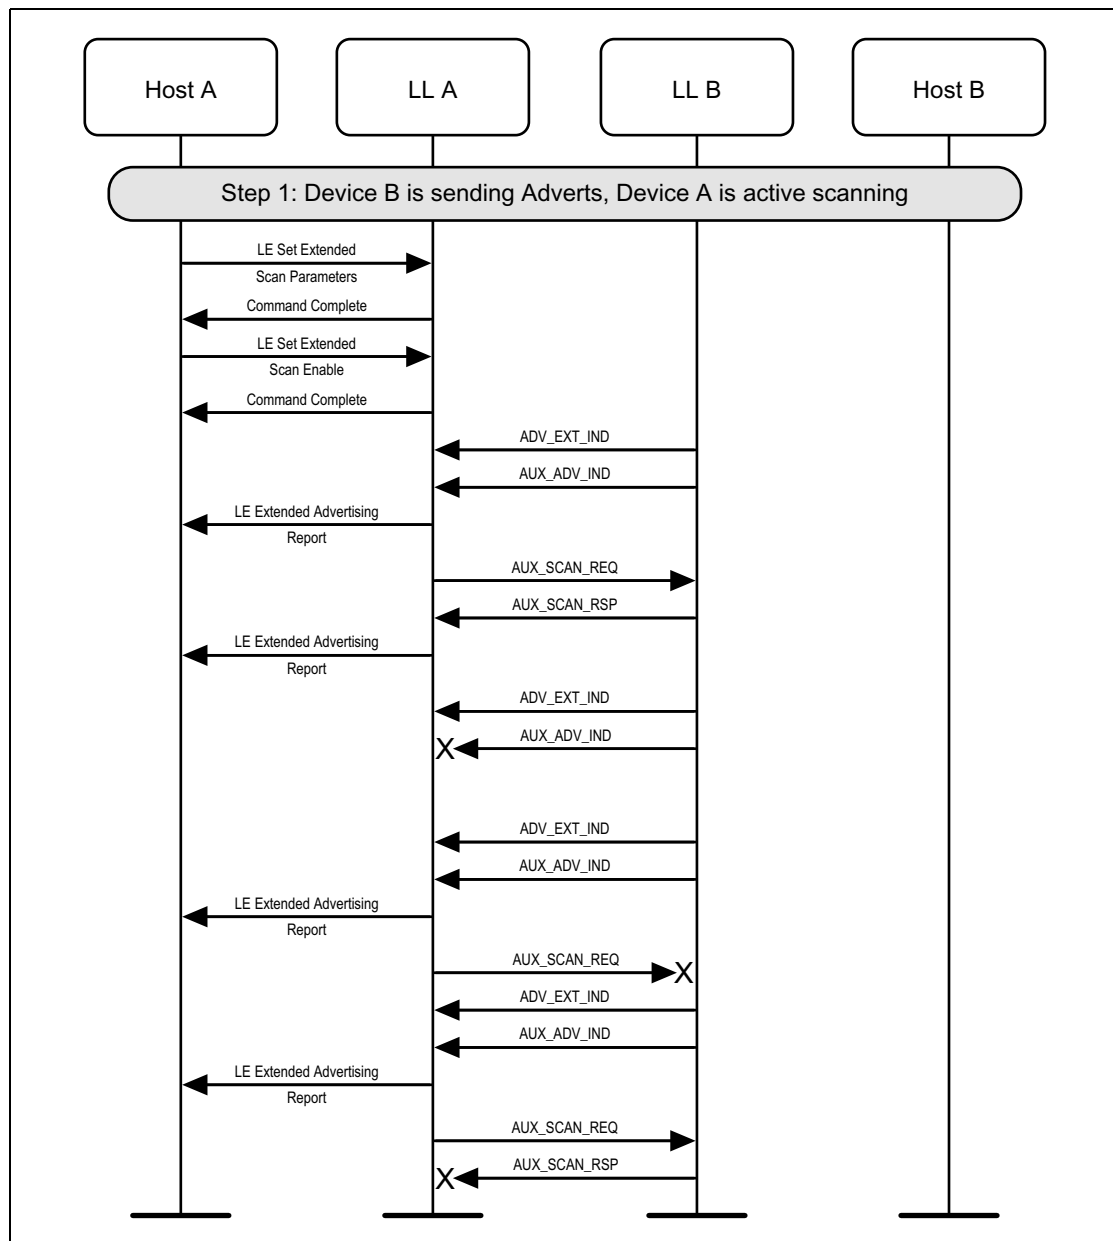 Host A
LL A
LL B
Host B
Step 1: Device B is sending Adverts, Device A is active scanning
LE Set Extended
Scan Parameters
Command Complete
LE Set Extended
Scan Enable
Command Complete
ADV_EXT_IND
AUX_ADV_IND
LE Extended Advertising
Report
AUX_SCAN_REQ
AUX_SCAN_RSP
LE Extended Advertising
Report
ADV_EXT_IND
AUX_ADV_IND
X
ADV_EXT_IND
AUX_ADV_IND
LE Extended Advertising
Report
AUX_SCAN_REQ
X
ADV_EXT_IND
AUX_ADV_IND
LE Extended Advertising
Report
AUX_SCAN_REQ
AUX_SCAN_RSP
X